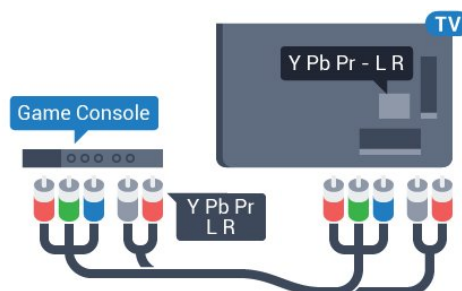 TV
Y Pb Pr - L R
Game Console
Y Pb Pr
L R